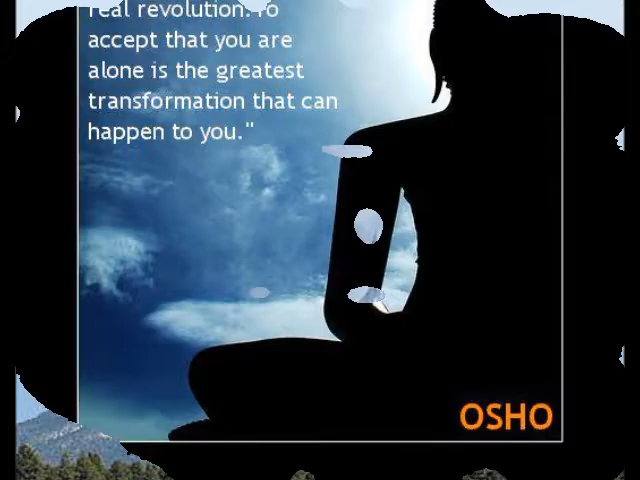 real revolution. To
accept that you are
alone is the greatest
transformation that can
happen to you."
OSHO